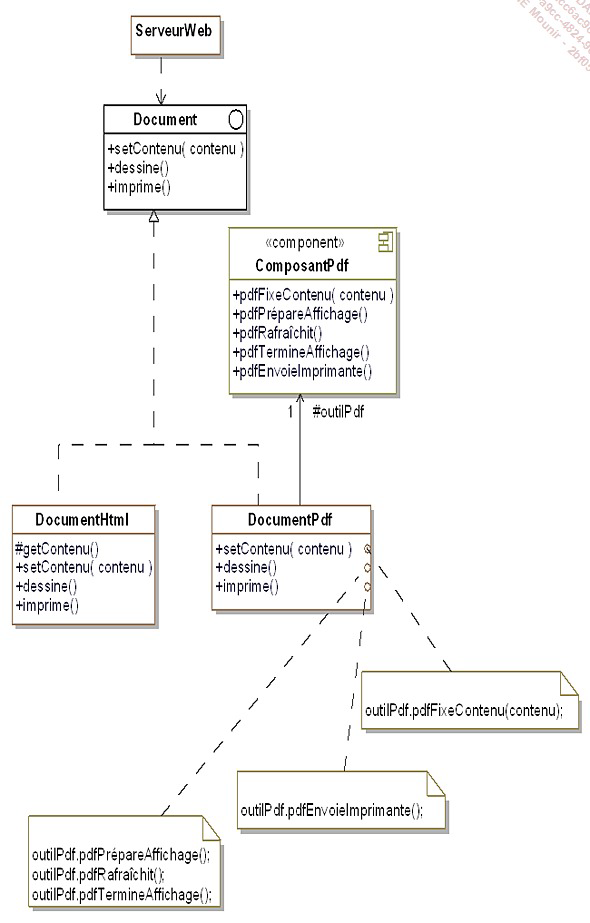 ServeurWeb
Document
+setContenu( contenu )
+dessine()
+imprime()
«component»
ComposantPdf
+pdfFixeContenu( contenu )
+pdfPrépareAffichage()
+pdfRafraîchit()
+pdfTermineAffichage()
+pdfEnvoieImprimante()
1 #outilPdf
DocumentHtml
#getContenu()
+setContenu( contenu )
+dessine()
+imprime()
DocumentPdf
+setContenu( contenu )
+dessine()
+imprime()
outilPdf.pdfFixeContenu(contenu);
outilPdf.pdfEnvoieImprimante();
outilPdf.pdfPrépareAffichage();
outilPdf.pdfRafraîchit();
outilPdf.pdfTermineAffichage();